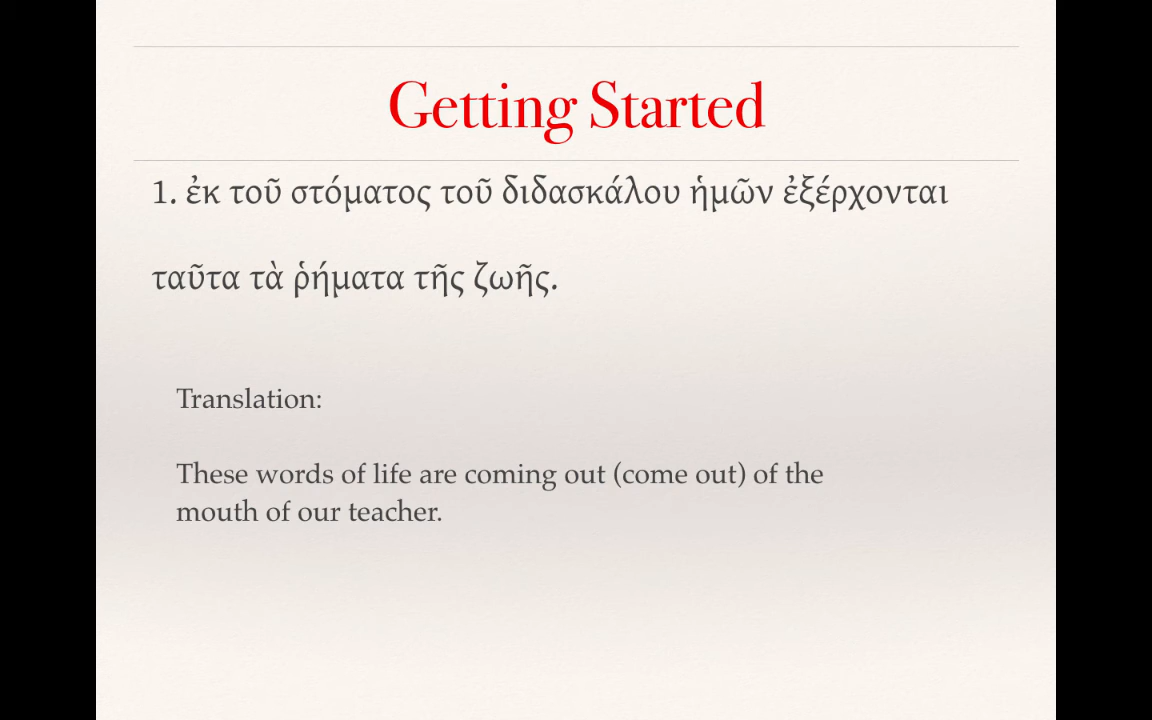 Getting Started
1. ἐκ τοῦ στόματος τοῦ διδασκάλου ἡμῶν ἐξέρχονται
ταῦτα τὰ ῥήματα τῆς ζωῆς.
Translation:
These words of life are coming out (come out) of the
mouth of our teacher.